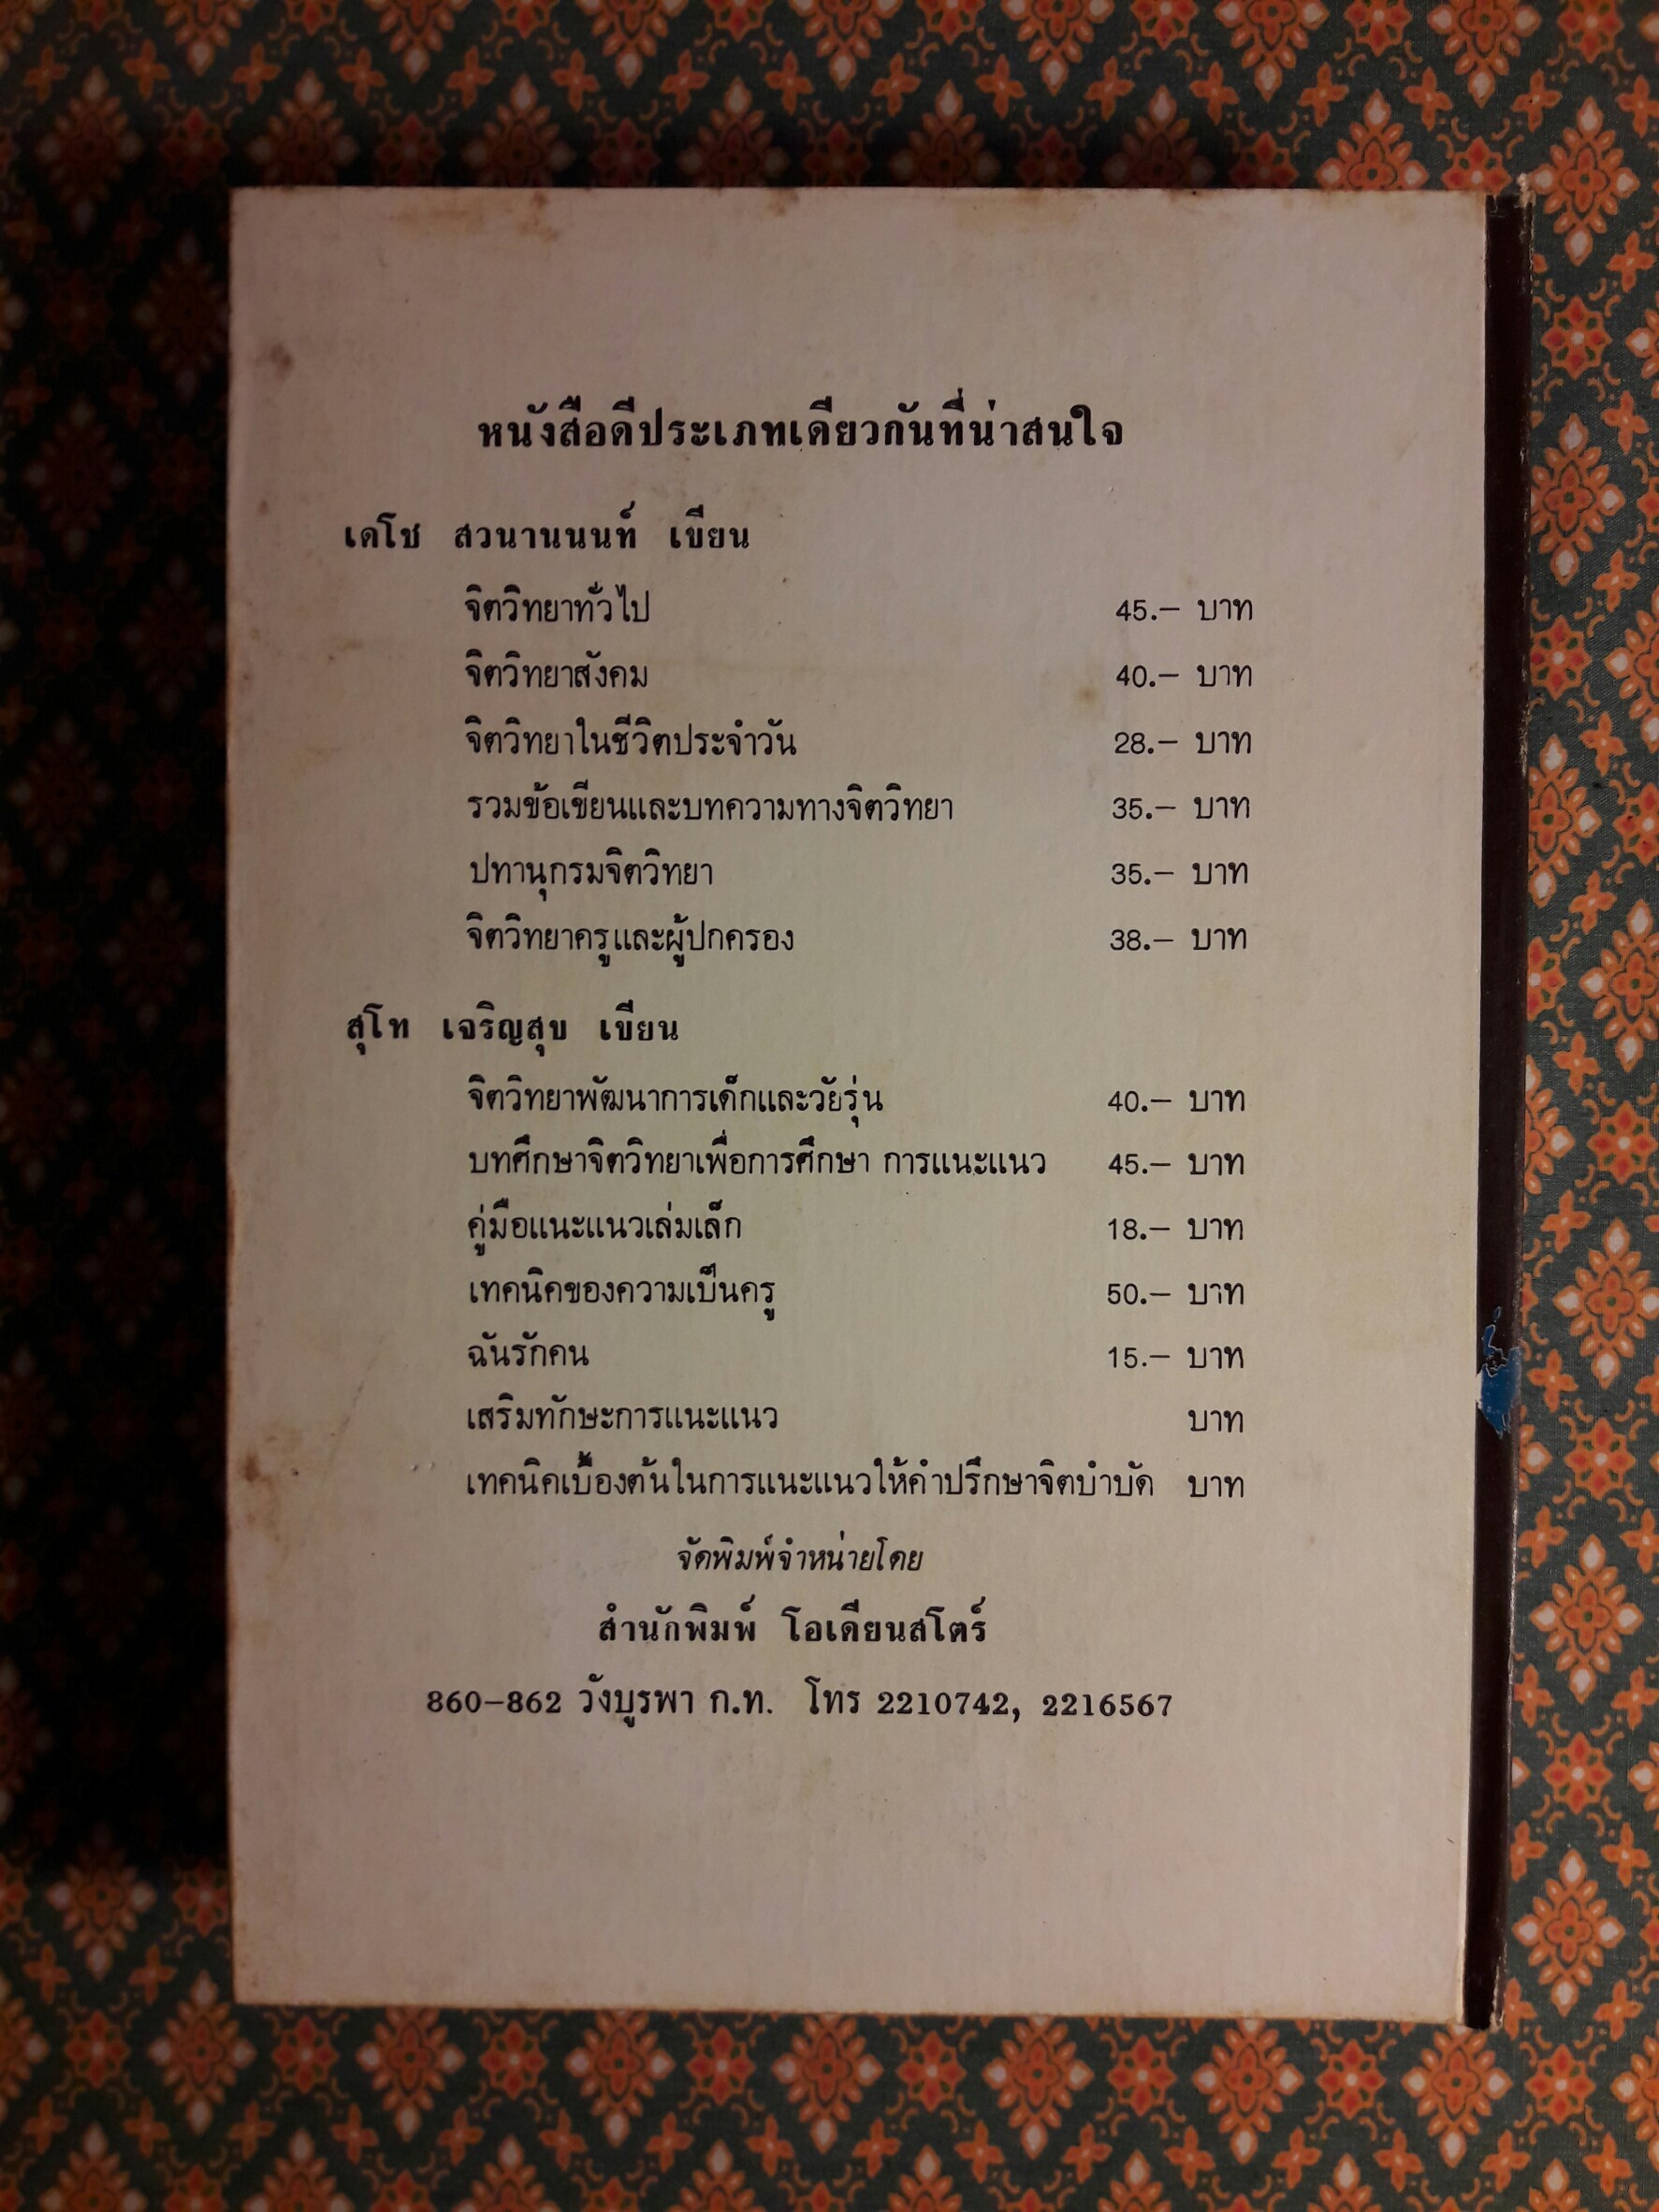 หนังสือดีประเภทเดียวกันที่น่าสนใจ
เดโช สวนานนท์ เขียน
จิตวิทยาทั่วไป 45.– บาท
จิตวิทยาสังคม 40.– บาท
จิตวิทยาในชีวิตประจำวัน 28.– บาท
รวมข้อเขียนและบทความทางจิตวิทยา 35.– บาท
ปทานุกรมจิตวิทยา 35.– บาท
จิตวิทยาครูและผู้ปกครอง 38.– บาท
สุโท เจริญสุข เขียน
จิตวิทยาพัฒนาการเด็กและวัยรุ่น 40.– บาท
บทศึกษาจิตวิทยาเพื่อการศึกษา การแนะแนว 45.– บาท
คู่มือแนะแนวเล่มเล็ก 18.– บาท
เทคนิคของความเป็นครู 50.– บาท
ฉันรักคน 15.– บาท
เสริมทักษะการแนะแนว บาท
เทคนิคเบื้องต้นในการแนะแนวให้คำปรึกษาจิตบำบัด บาท
จัดพิมพ์จำหน่ายโดย
สำนักพิมพ์ โอเดียนสโตร์
860–862 วังบูรพา ก.ท. โทร 2210742, 2216567